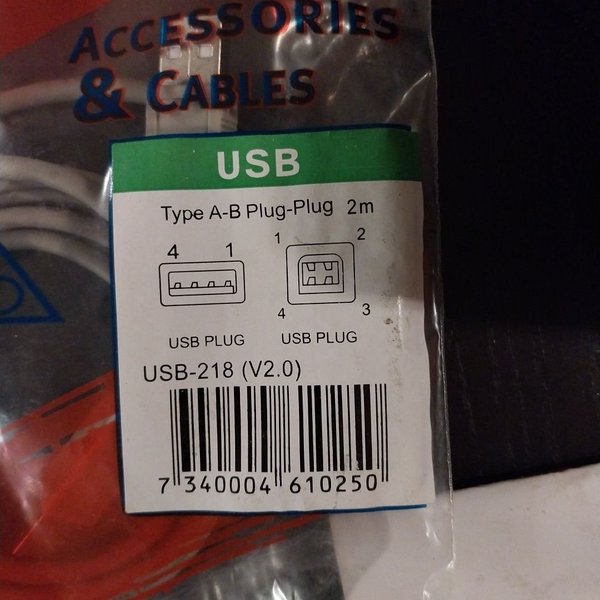 ACCESSORIES
& CABLES
USB
Type A-B Plug-Plug 2m
4 1 1 2
4 3
USB PLUG USB PLUG
USB-218 (V2.0)
7 340004 610250